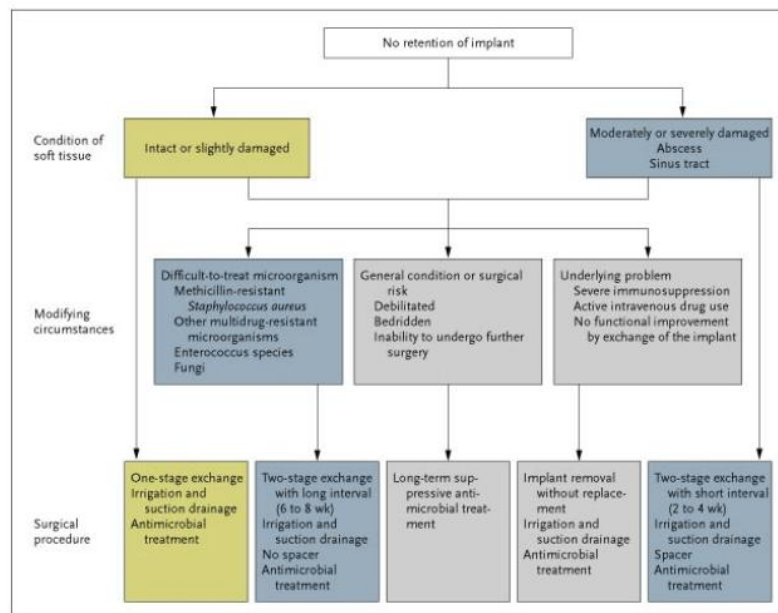 No retention of implant
Condition of
soft tissue
Intact or slightly damaged
Moderately or severely damaged
Abscess
Sinus tract
Modifying
circumstances
Difficult-to-treat microorganism
Methicillin-resistant
Staphylococcus aureus
Other multidrug-resistant
microorganisms
Enterococcus species
Fungi
General condition or surgical
risk
Debilitated
Bedridden
Inability to undergo further
surgery
Underlying problem
Severe immunosuppression
Active intravenous drug use
No functional improvement
by exchange of the implant
Surgical
procedure
One-stage exchange
Irrigation and
suction drainage
Antimicrobial
treatment
Two-stage exchange
with long interval
(6 to 8 wk)
Irrigation and
suction drainage
No spacer
Antimicrobial
treatment
Long-term sup-
pressive anti-
microbial treat-
ment
Implant removal
without replace-
ment
Irrigation and
suction drainage
Antimicrobial
treatment
Two-stage exchange
with short interval
(2 to 4 wk)
Irrigation and
suction drainage
Spacer
Antimicrobial
treatment